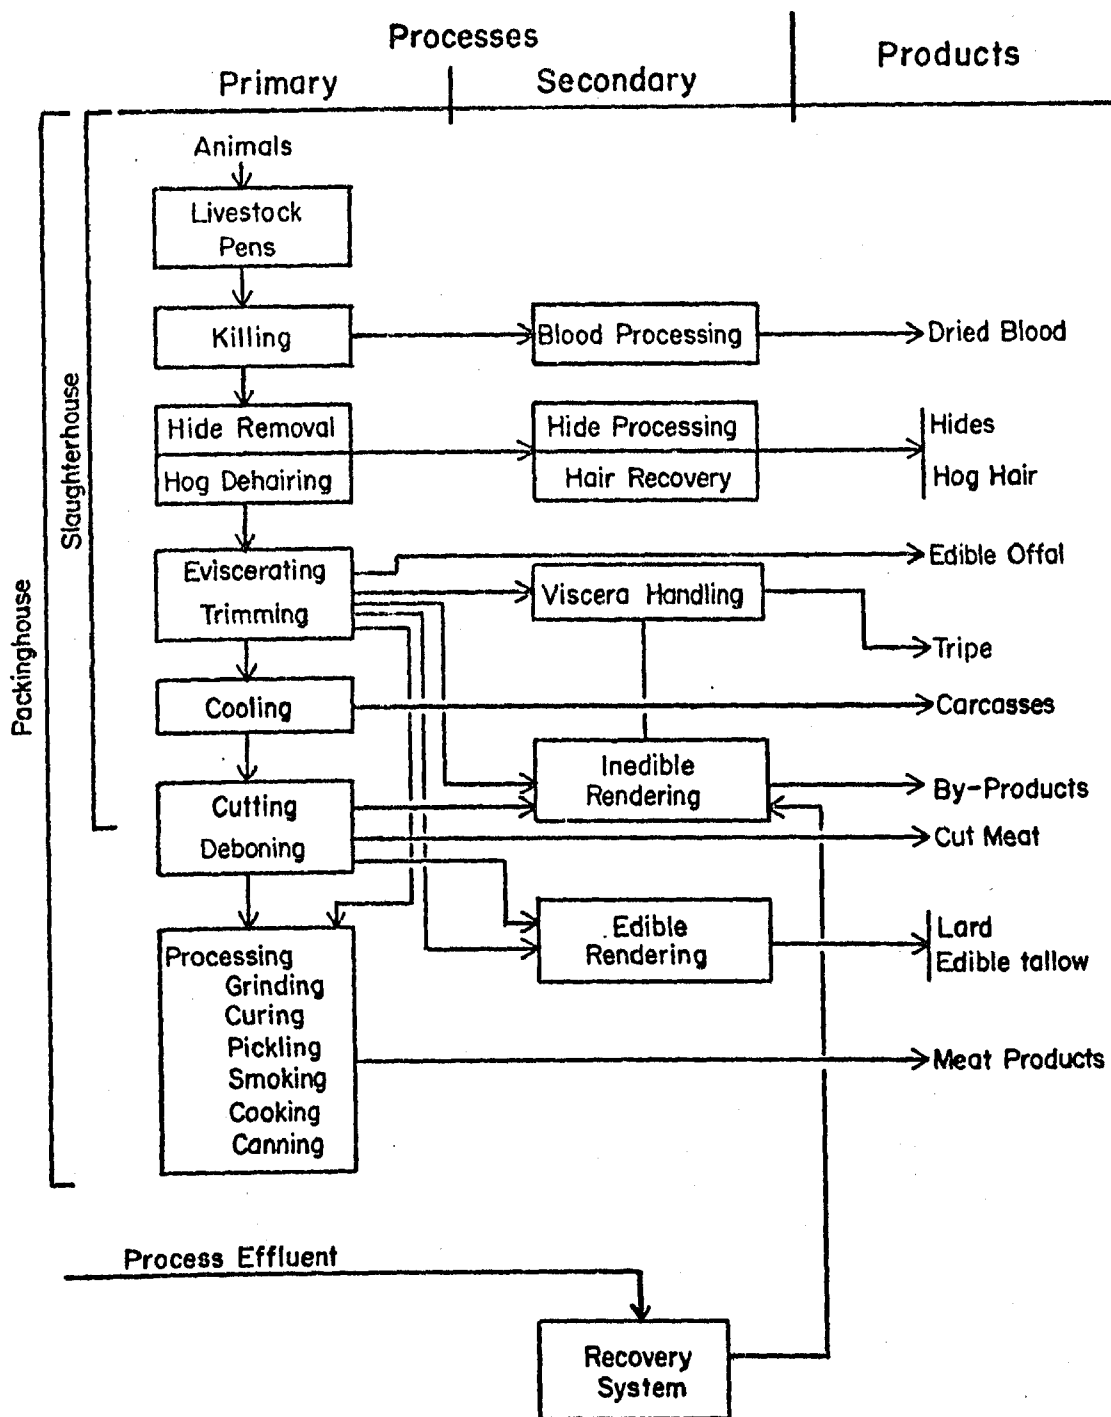 Processes
Products
Primary
Secondary
Packinghouse
Slaughterhouse
Animals
Livestock
Pens
Killing
Blood Processing
Dried Blood
Hide Removal
Hog Dehairing
Hide Processing
Hair Recovery
Hides
Hog Hair
Eviscerating
Trimming
Edible Offal
Viscera Handling
Tripe
Cooling
Carcasses
Inedible
Rendering
By-Products
Cutting
Deboning
Cut Meat
Edible
Rendering
Lard
Edible tallow
Processing
Grinding
Curing
Pickling
Smoking
Cooking
Canning
Meat Products
Process Effluent
Recovery
System